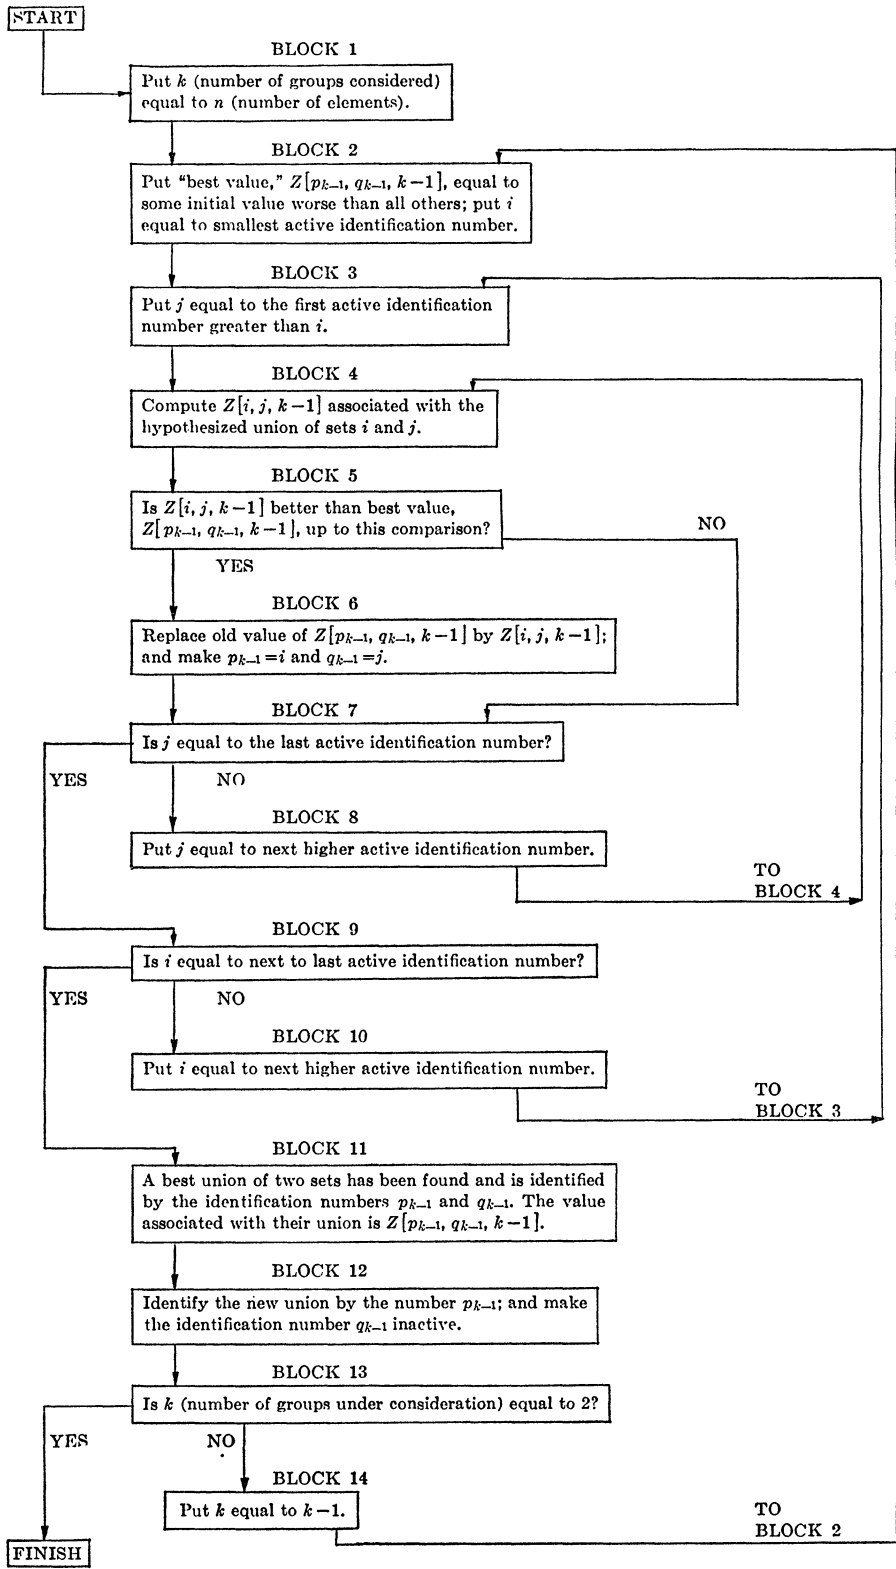 START
BLOCK 1
Put k (number of groups considered)
equal to n (number of elements).
BLOCK 2
Put "best value," Z[pₖ₋₁, qₖ₋₁, k−1], equal to
some initial value worse than all others; put i
equal to smallest active identification number.
BLOCK 3
Put j equal to the first active identification
number greater than i.
BLOCK 4
Compute Z[i, j, k−1] associated with the
hypothesized union of sets i and j.
BLOCK 5
Is Z[i, j, k−1] better than best value,
Z[pₖ₋₁, qₖ₋₁, k−1], up to this comparison?
NO
YES
BLOCK 6
Replace old value of Z[pₖ₋₁, qₖ₋₁, k−1] by Z[i, j, k−1];
and make pₖ₋₁=i and qₖ₋₁=j.
BLOCK 7
Is j equal to the last active identification number?
YES
NO
BLOCK 8
Put j equal to next higher active identification number.
TO
BLOCK 4
BLOCK 9
Is i equal to next to last active identification number?
YES
NO
BLOCK 10
Put i equal to next higher active identification number.
TO
BLOCK 3
BLOCK 11
A best union of two sets has been found and is identified
by the identification numbers pₖ₋₁ and qₖ₋₁. The value
associated with their union is Z[pₖ₋₁, qₖ₋₁, k−1].
BLOCK 12
Identify the new union by the number pₖ₋₁; and make
the identification number qₖ₋₁ inactive.
BLOCK 13
Is k (number of groups under consideration) equal to 2?
YES
NO
BLOCK 14
Put k equal to k−1.
TO
BLOCK 2
FINISH